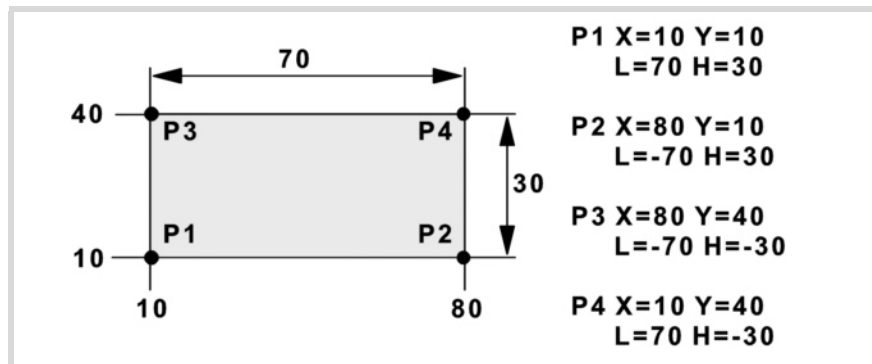 70
40
P3
P4
30
P1
P2
10
10
80
P1 X=10 Y=10
L=70 H=30
P2 X=80 Y=10
L=-70 H=30
P3 X=80 Y=40
L=-70 H=-30
P4 X=10 Y=40
L=70 H=-30